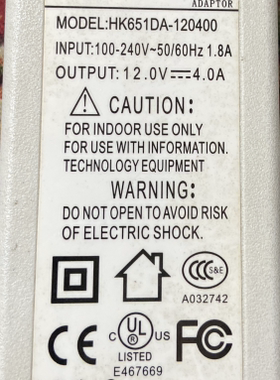 ADAPTOR
MODEL:HK651DA-120400
INPUT:100-240V~50/60Hz 1.8A
OUTPUT:12.0V⎓4.0A
⚠ CAUTION:
FOR INDOOR USE ONLY
FOR USE WITH INFORMATION.
TECHNOLOGY EQUIPMENT
WARNING:
DO NOT OPEN TO AVOID RISK
OF ELECTRIC SHOCK.
CCC S&E
A032742
CE C UL US FC
LISTED
E467669